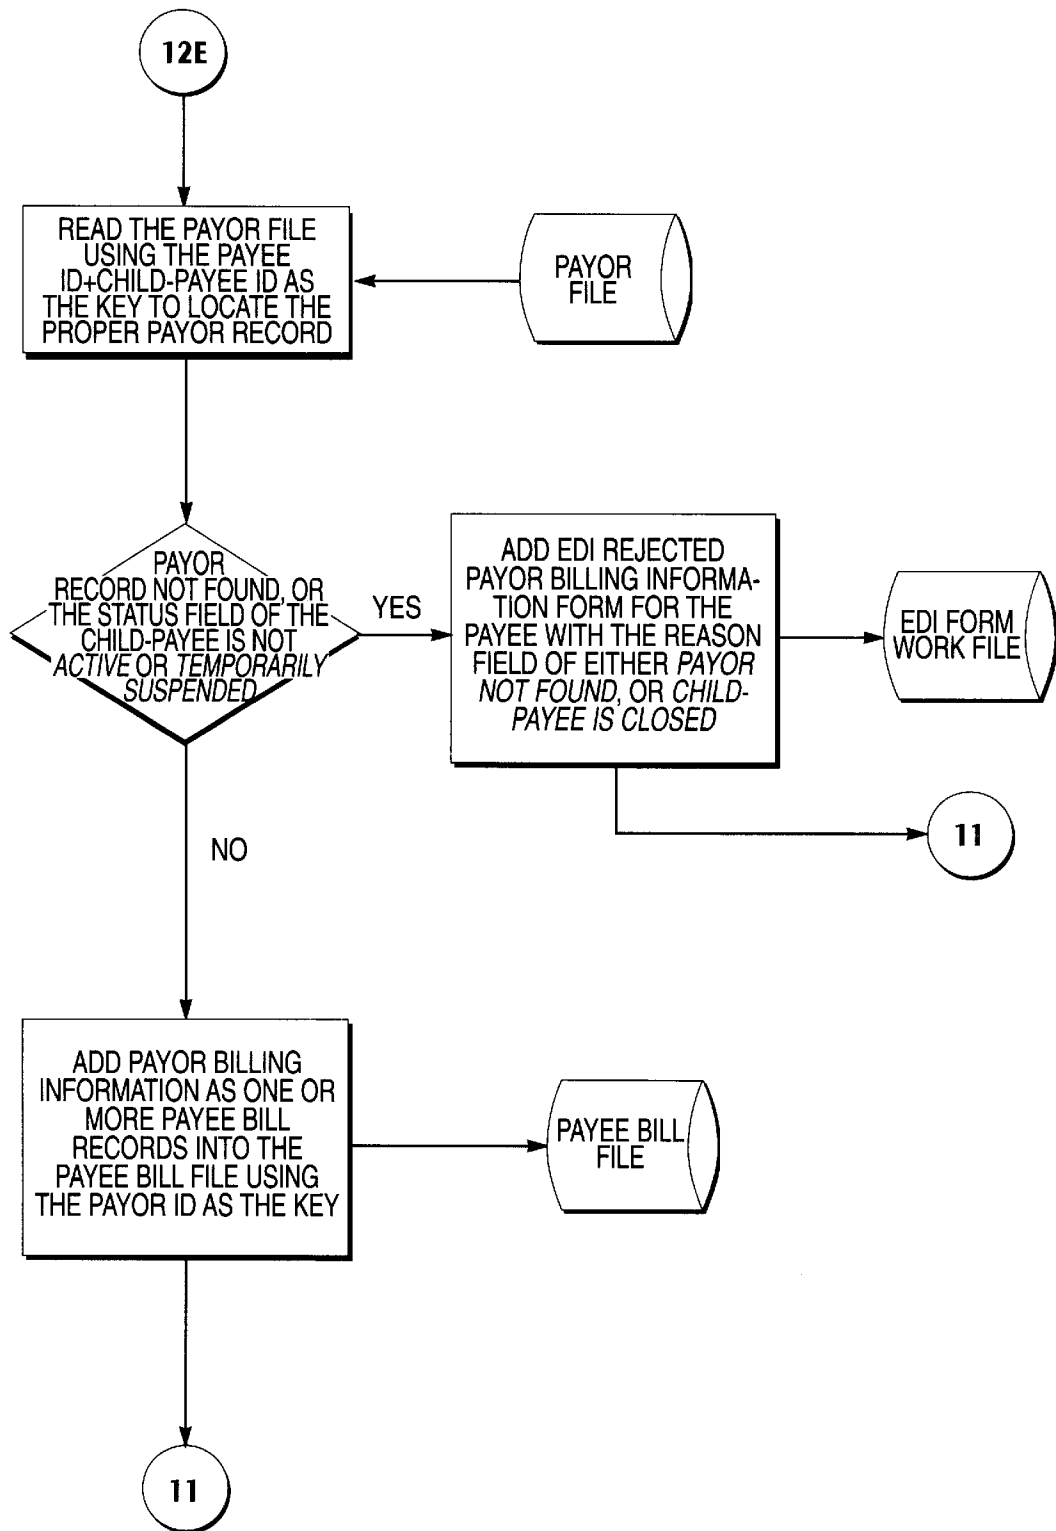 12E
READ THE PAYOR FILE
USING THE PAYEE
ID+CHILD-PAYEE ID AS
THE KEY TO LOCATE THE
PROPER PAYOR RECORD
PAYOR
FILE
PAYOR
RECORD NOT FOUND, OR
THE STATUS FIELD OF THE
CHILD-PAYEE IS NOT
ACTIVE OR TEMPORARILY
SUSPENDED
YES
ADD EDI REJECTED
PAYOR BILLING INFORMA-
TION FORM FOR THE
PAYEE WITH THE REASON
FIELD OF EITHER PAYOR
NOT FOUND, OR CHILD-
PAYEE IS CLOSED
EDI FORM
WORK FILE
11
NO
ADD PAYOR BILLING
INFORMATION AS ONE OR
MORE PAYEE BILL
RECORDS INTO THE
PAYEE BILL FILE USING
THE PAYOR ID AS THE KEY
PAYEE BILL
FILE
11